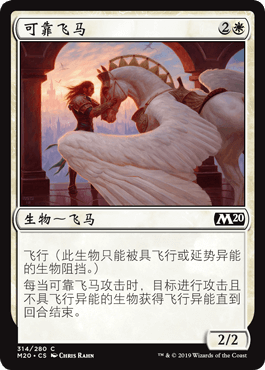 可靠飞马 2
生物～飞马 M20
飞行（此生物只能被具飞行或延势异能
的生物阻挡。）
每当可靠飞马攻击时，目标进行攻击且
不具飞行异能的生物获得飞行异能直到
回合结束。
2/2
314/280 C
M20 • CS CHRIS RAHN ™ & © 2019 Wizards of the Coast